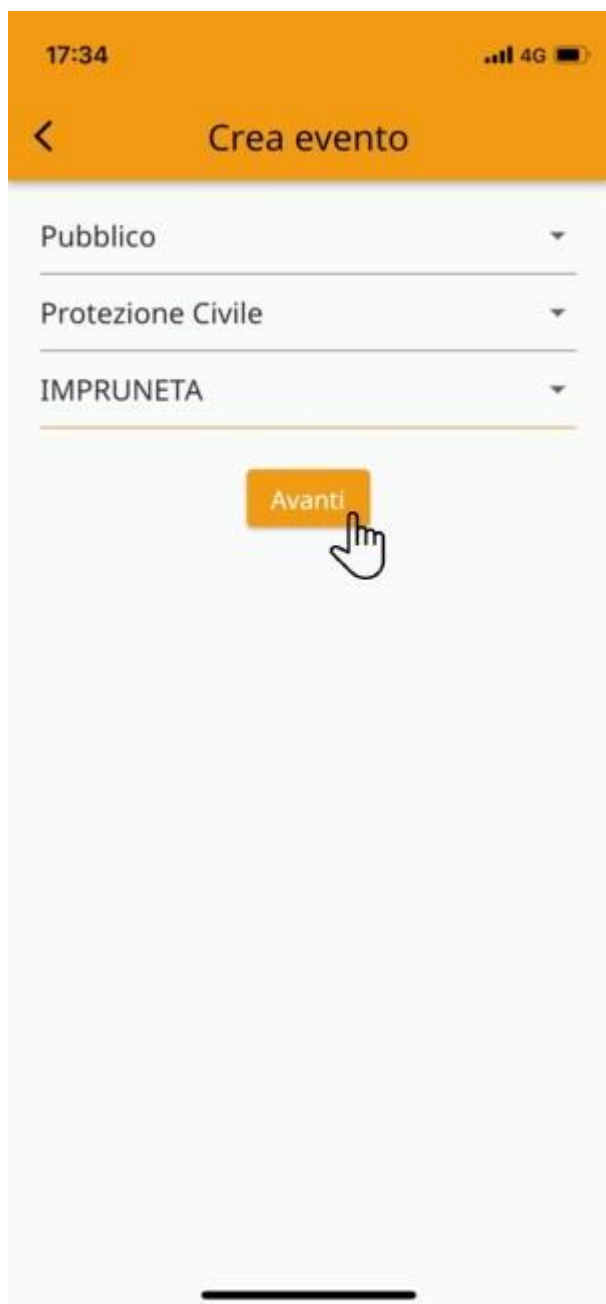 17:34 4G
Crea evento
Pubblico
Protezione Civile
IMPRUNETA
Avanti